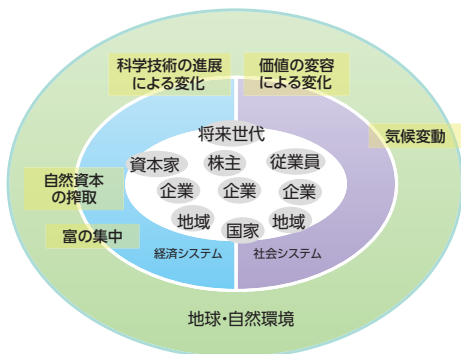 科学技術の進展
による変化
価値の変容
による変化
気候変動
将来世代
資本家
株主
従業員
自然資本
の搾取
企業
企業
企業
地域
国家
地域
富の集中
経済システム
社会システム
地球・自然環境